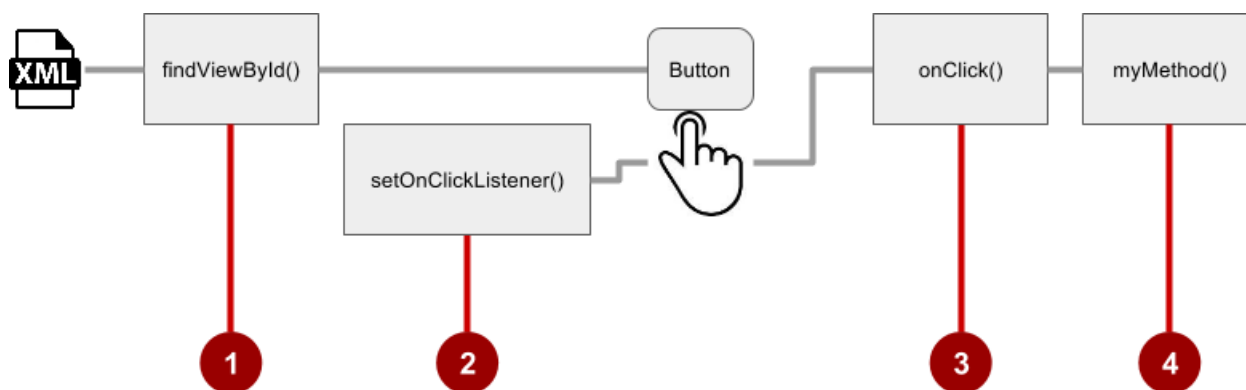 XML
findViewById()
Button
onClick()
myMethod()
setOnClickListener()
1
2
3
4